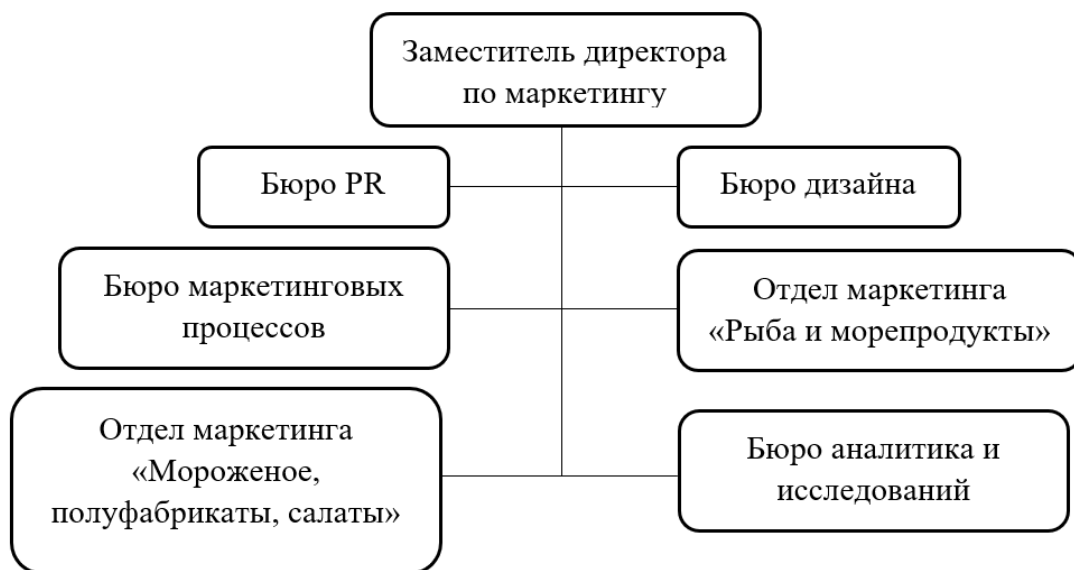 Заместитель директора
по маркетингу
Бюро PR
Бюро дизайна
Бюро маркетинговых
процессов
Отдел маркетинга
«Рыба и морепродукты»
Отдел маркетинга
«Мороженое,
полуфабрикаты, салаты»
Бюро аналитика и
исследований